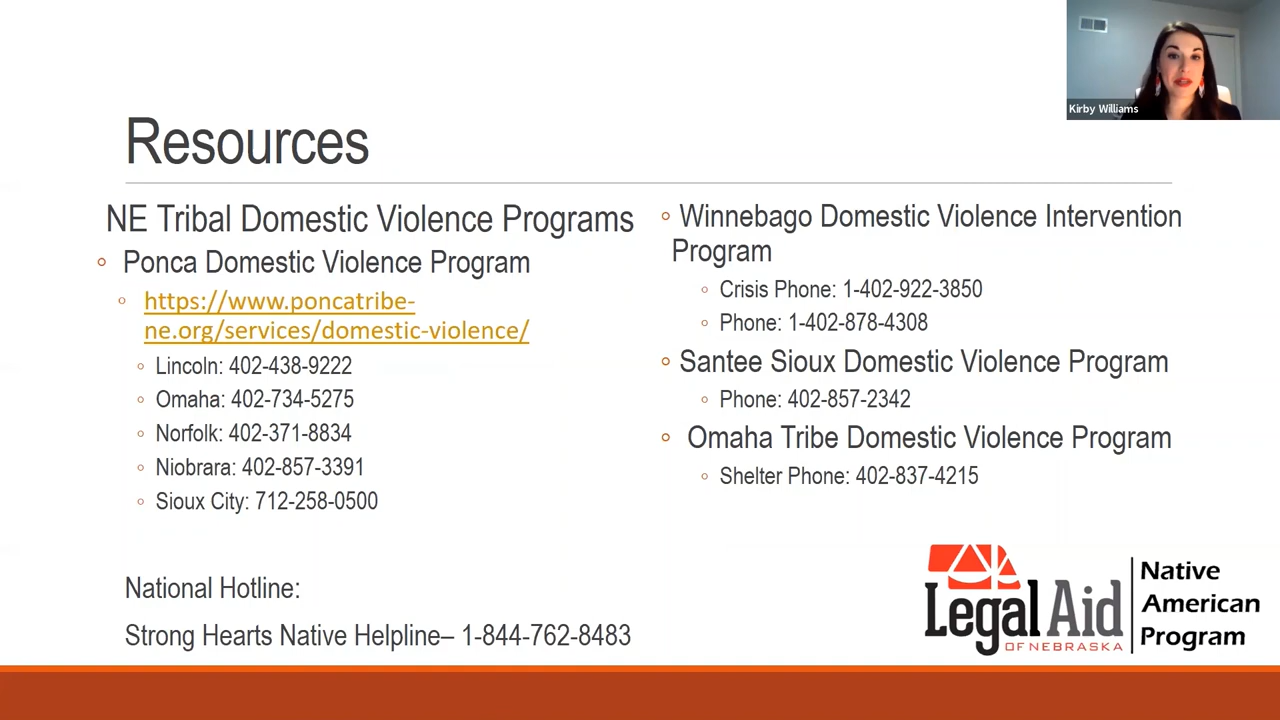 Kirby Williams
Resources
NE Tribal Domestic Violence Programs
Ponca Domestic Violence Program
https://www.poncatribe-
ne.org/services/domestic-violence/
Lincoln: 402-438-9222
Omaha: 402-734-5275
Norfolk: 402-371-8834
Niobrara: 402-857-3391
Sioux City: 712-258-0500
National Hotline:
Strong Hearts Native Helpline– 1-844-762-8483
Winnebago Domestic Violence Intervention
Program
Crisis Phone: 1-402-922-3850
Phone: 1-402-878-4308
Santee Sioux Domestic Violence Program
Phone: 402-857-2342
Omaha Tribe Domestic Violence Program
Shelter Phone: 402-837-4215
Legal Aid
OF NEBRASKA
Native
American
Program